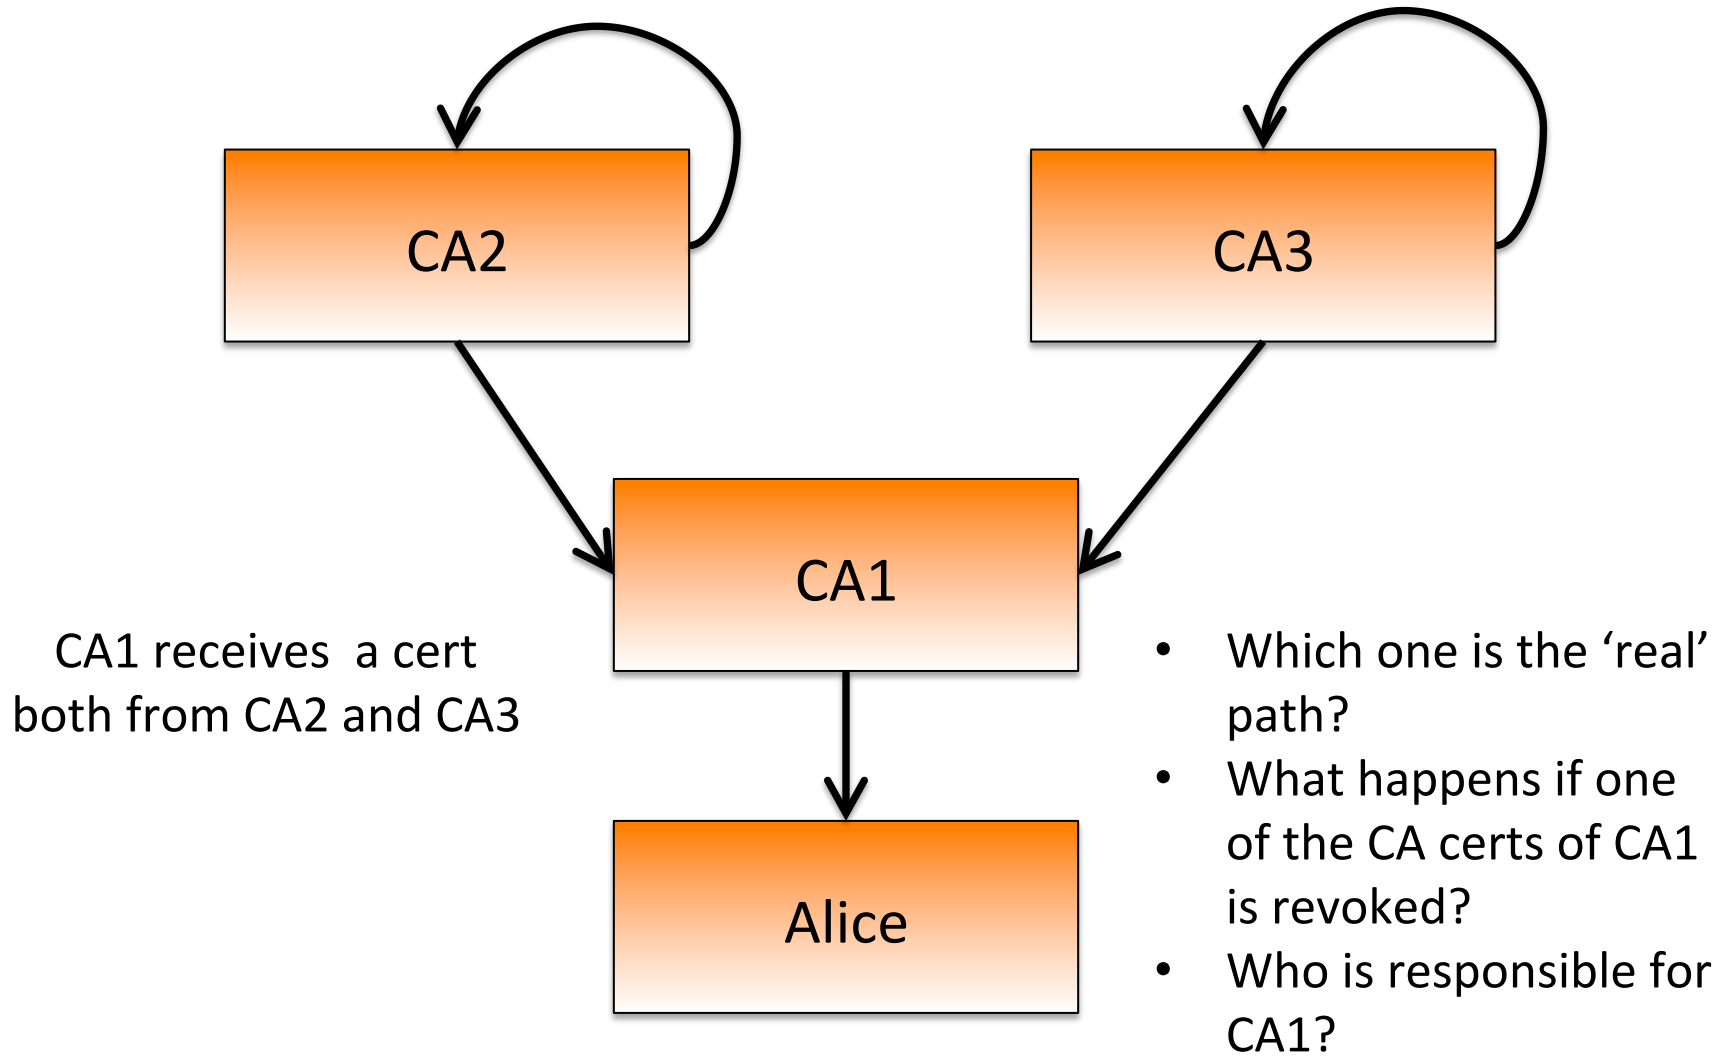 CA2
CA3
CA1
CA1 receives  a cert
both from CA2 and CA3
• Which one is the ‘real’
path?
• What happens if one
of the CA certs of CA1
is revoked?
• Who is responsible for
CA1?
Alice